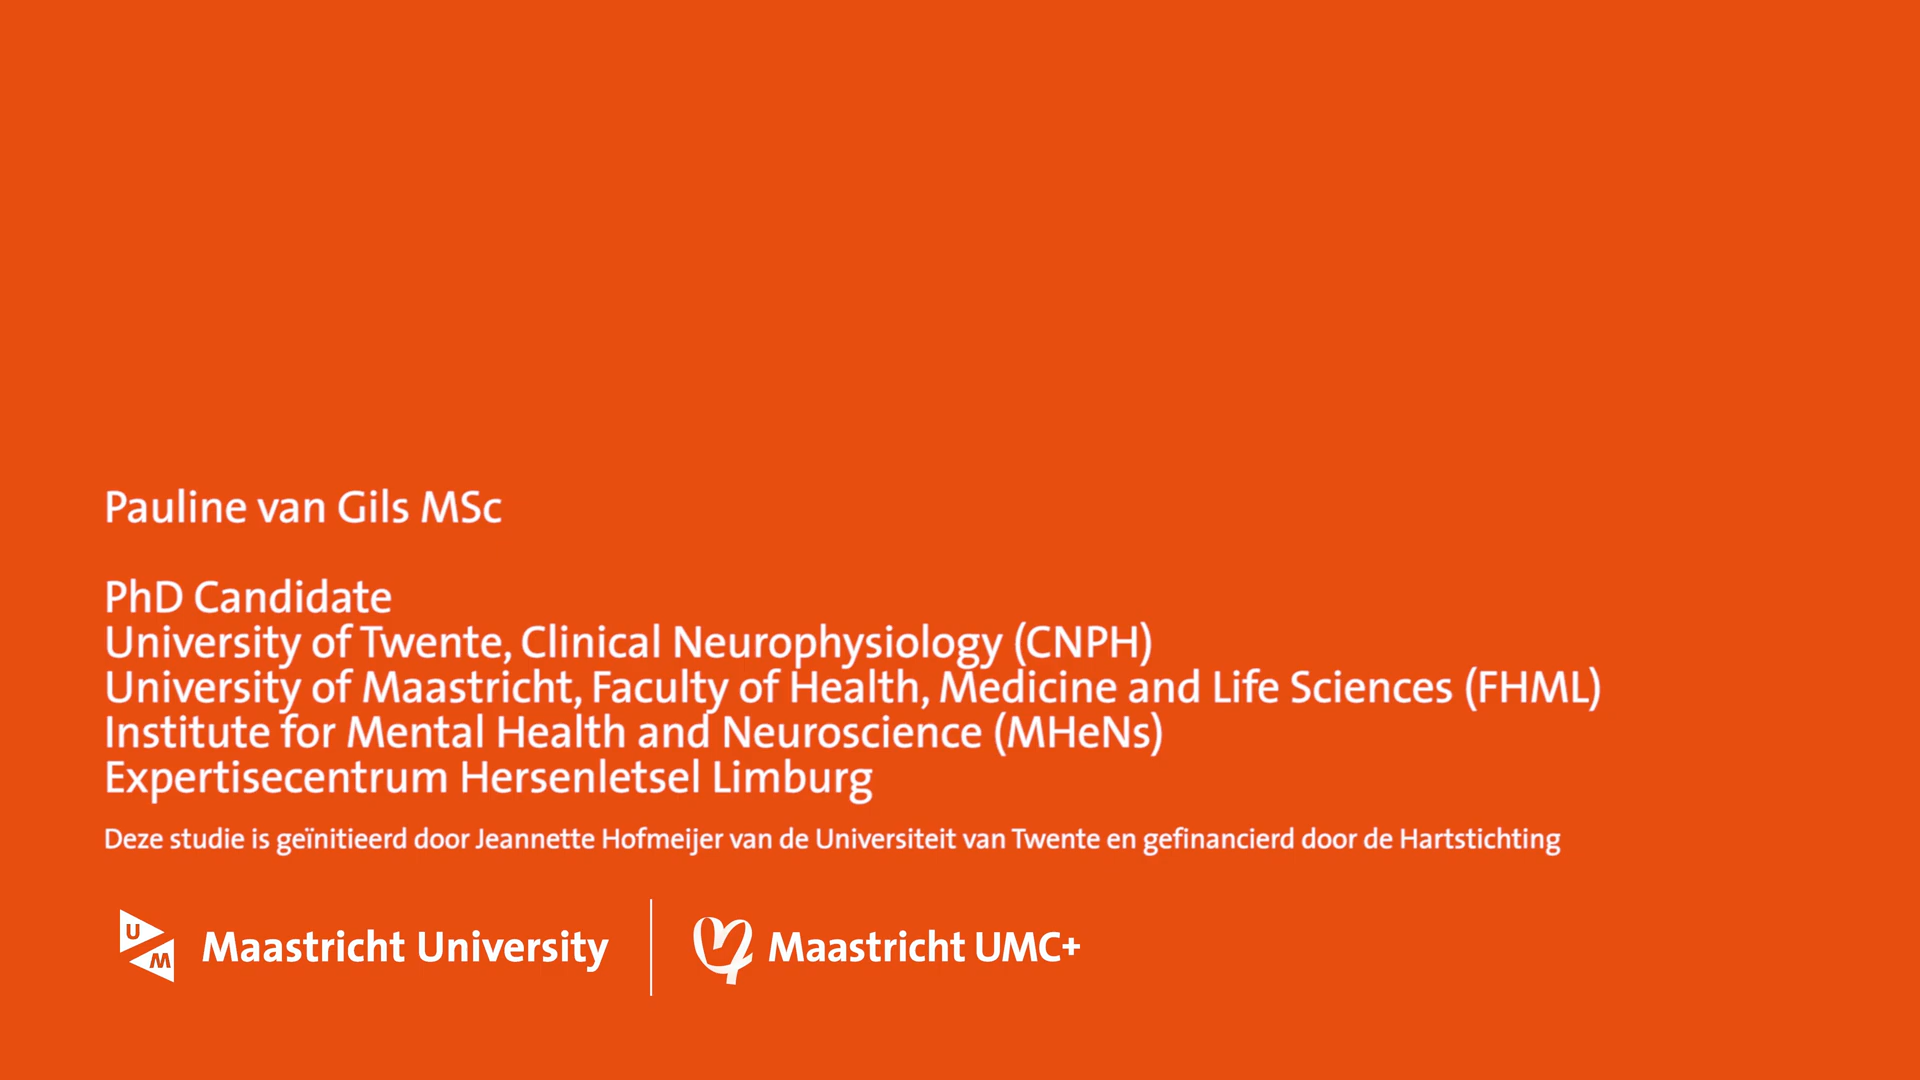 Pauline van Gils MSc
PhD Candidate
University of Twente, Clinical Neurophysiology (CNPH)
University of Maastricht, Faculty of Health, Medicine and Life Sciences (FHML)
Institute for Mental Health and Neuroscience (MHeNs)
Expertisecentrum Hersenletsel Limburg
Deze studie is geïnitieerd door Jeannette Hofmeijer van de Universiteit van Twente en gefinancierd door de Hartstichting
U M Maastricht University Maastricht UMC+